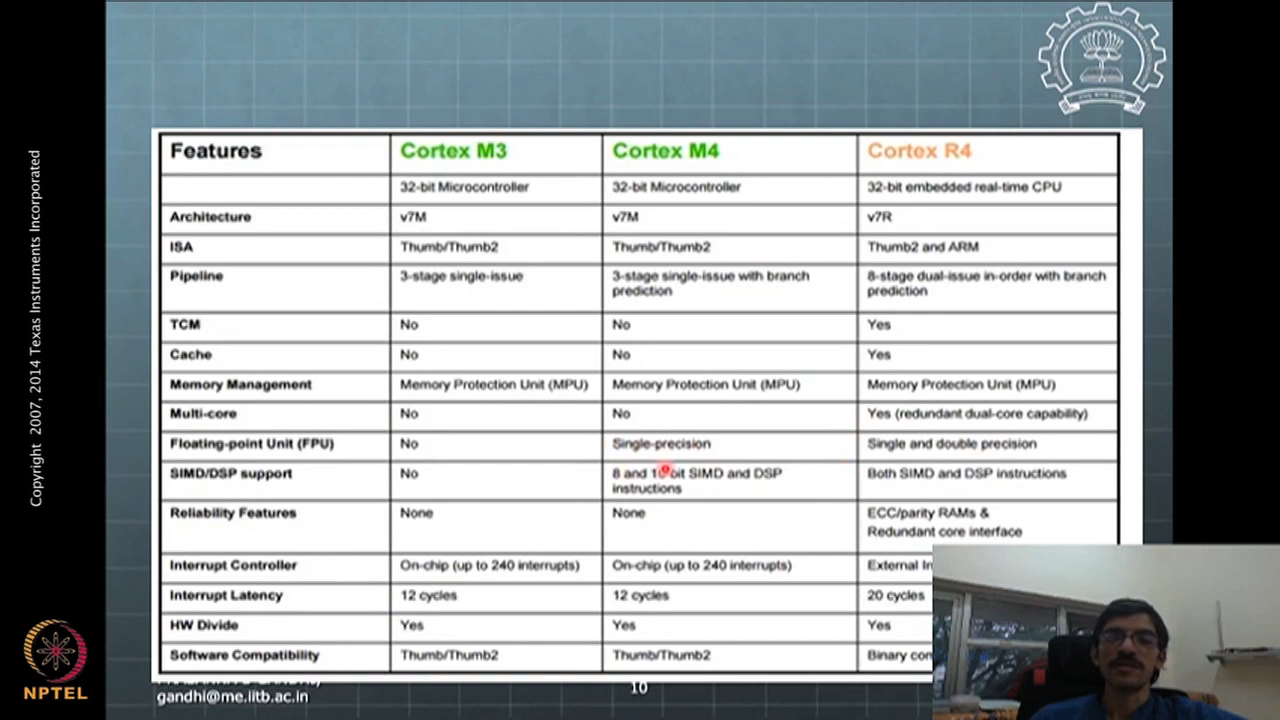 Copyright 2007, 2014 Texas Instruments Incorporated
Features Cortex M3 Cortex M4 Cortex R4
32-bit Microcontroller 32-bit Microcontroller 32-bit embedded real-time CPU
Architecture v7M v7M v7R
ISA Thumb/Thumb2 Thumb/Thumb2 Thumb2 and ARM
Pipeline 3-stage single-issue 3-stage single-issue with branch 8-stage dual-issue in-order with branch
prediction prediction
TCM No No Yes
Cache No No Yes
Memory Management Memory Protection Unit (MPU) Memory Protection Unit (MPU) Memory Protection Unit (MPU)
Multi-core No No Yes (redundant dual-core capability)
Floating-point Unit (FPU) No Single-precision Single and double precision
SIMD/DSP support No 8 and 16-bit SIMD and DSP Both SIMD and DSP instructions
instructions
Reliability Features None None ECC/parity RAMs &
Redundant core interface
Interrupt Controller On-chip (up to 240 interrupts) On-chip (up to 240 interrupts) External
Interrupt Latency 12 cycles 12 cycles 20 cycles
HW Divide Yes Yes Yes
Software Compatibility Thumb/Thumb2 Thumb/Thumb2 Binary
gandhi@me.iitb.ac.in
10
NPTEL